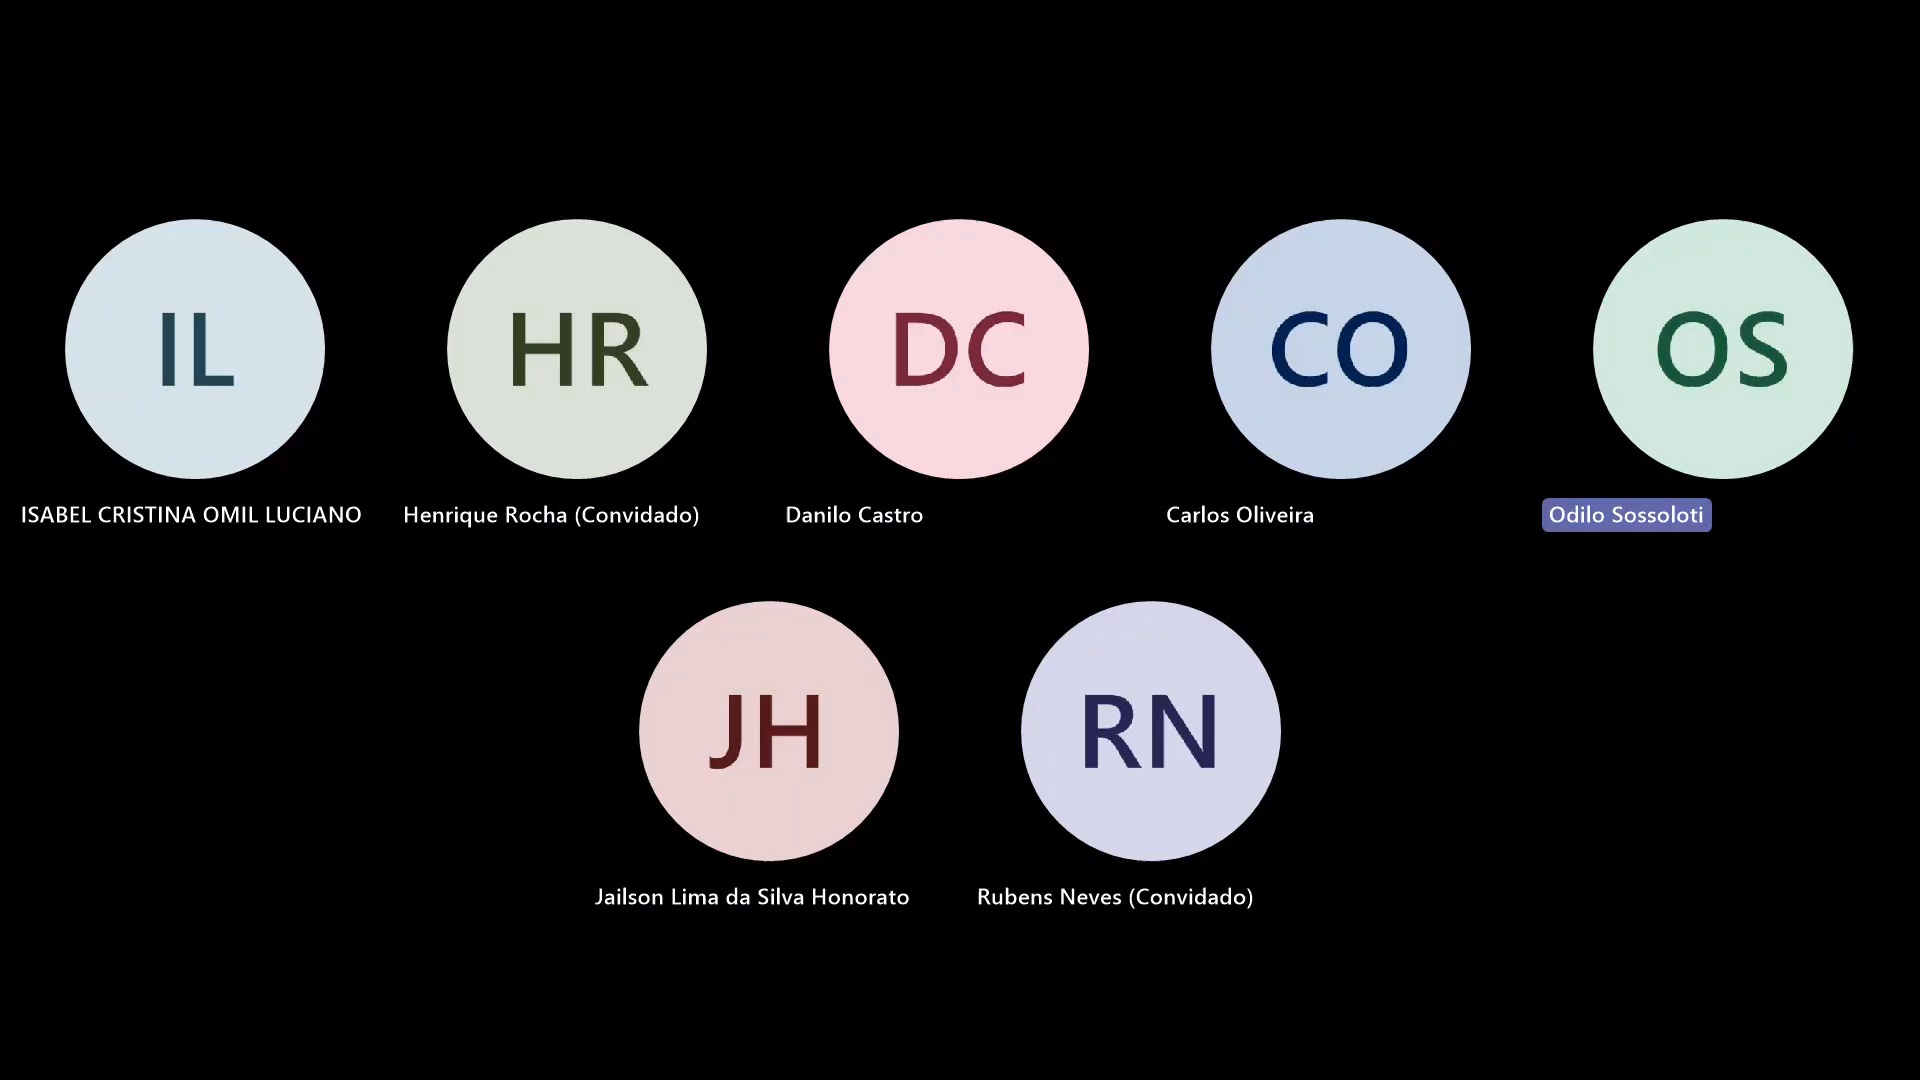 IL
HR
DC
CO
OS
ISABEL CRISTINA OMIL LUCIANO
Henrique Rocha (Convidado)
Danilo Castro
Carlos Oliveira
Odilo Sossoloti
JH
RN
Jailson Lima da Silva Honorato
Rubens Neves (Convidado)